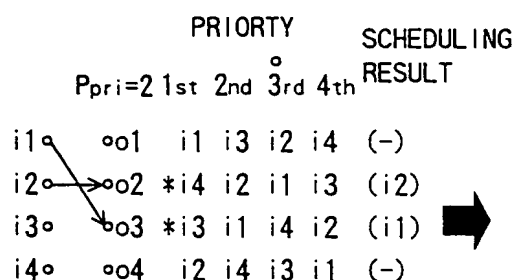 PRIORTY
SCHEDULING
RESULT
Ppri=2 1st 2nd 3rd 4th
i1 o1 i1 i3 i2 i4 (-)
i2 o2 *i4 i2 i1 i3 (i2)
i3 o3 *i3 i1 i4 i2 (i1)
i4 o4 i2 i4 i3 i1 (-)